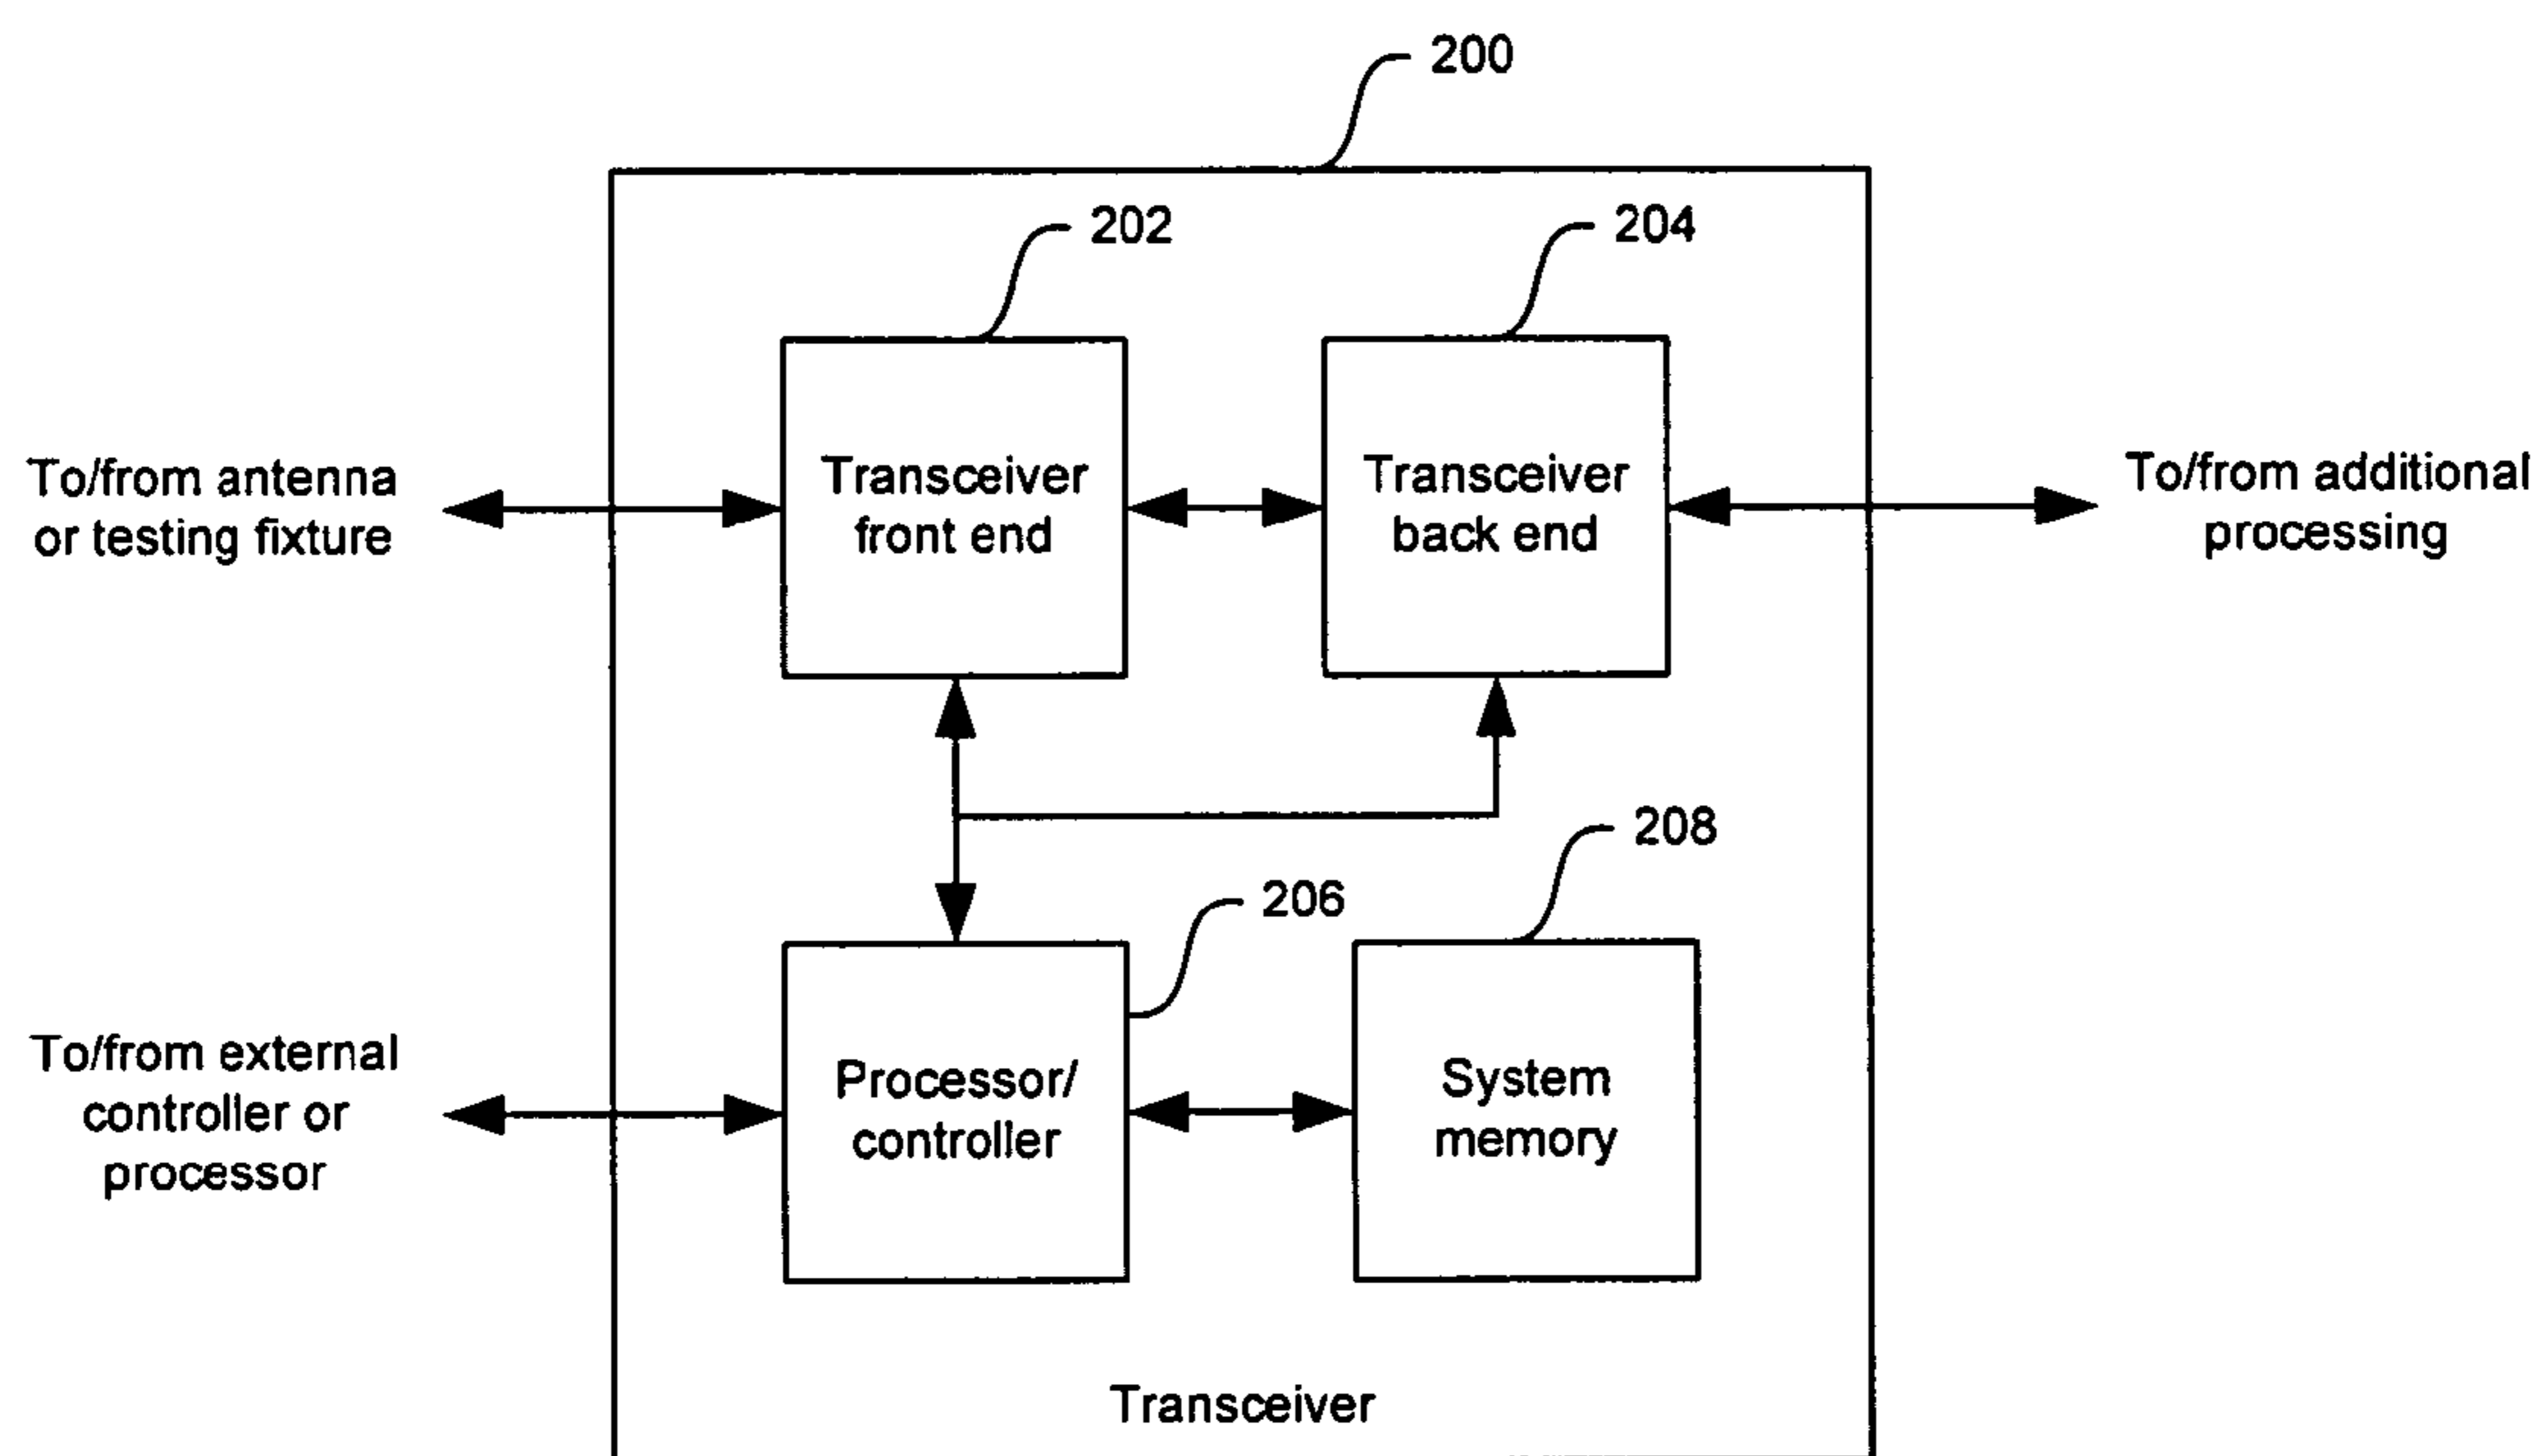 200
202
204
To/from antenna
or testing fixture
Transceiver
front end
Transceiver
back end
To/from additional
processing
208
206
To/from external
controller or
processor
Processor/
controller
System
memory
Transceiver